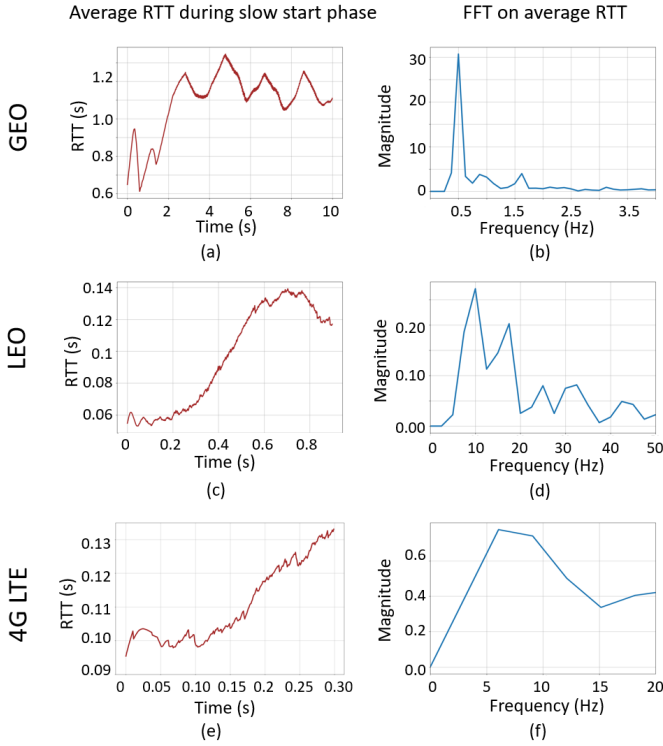 Average RTT during slow start phase
FFT on average RTT
GEO
RTT (s)
1.2
1.0
0.8
0.6
0 2 4 6 8 10
Time (s)
(a)
Magnitude
30
20
10
0
0.5 1.5 2.5 3.5
Frequency (Hz)
(b)
LEO
RTT (s)
0.14
0.12
0.1
0.08
0.06
0 0.2 0.4 0.6 0.8
Time (s)
(c)
Magnitude
0.20
0.10
0.00
0 10 20 30 40 50
Frequency (Hz)
(d)
4G LTE
RTT (s)
0.13
0.12
0.11
0.10
0.09
0 0.05 0.15 0.20 0.25 0.30
Time (s)
(e)
Magnitude
0.6
0.4
0.2
0.0
0 5 10 15 20
Frequency (Hz)
(f)